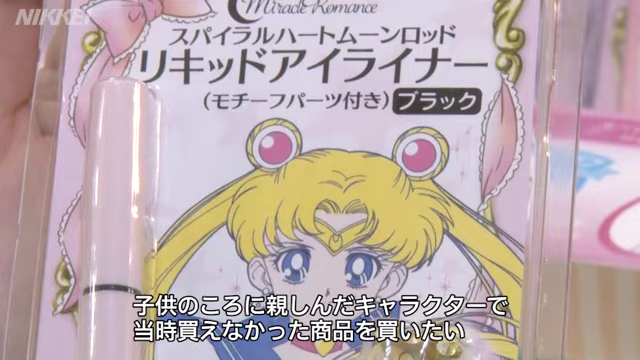 NIKKEI
Miracle Romance
スパイラルハートムーンロッド
リキッドアイライナー
(モチーフパーツ付き) ブラック
子供のころに親しんだキャラクターで
当時買えなかった商品を買いたい